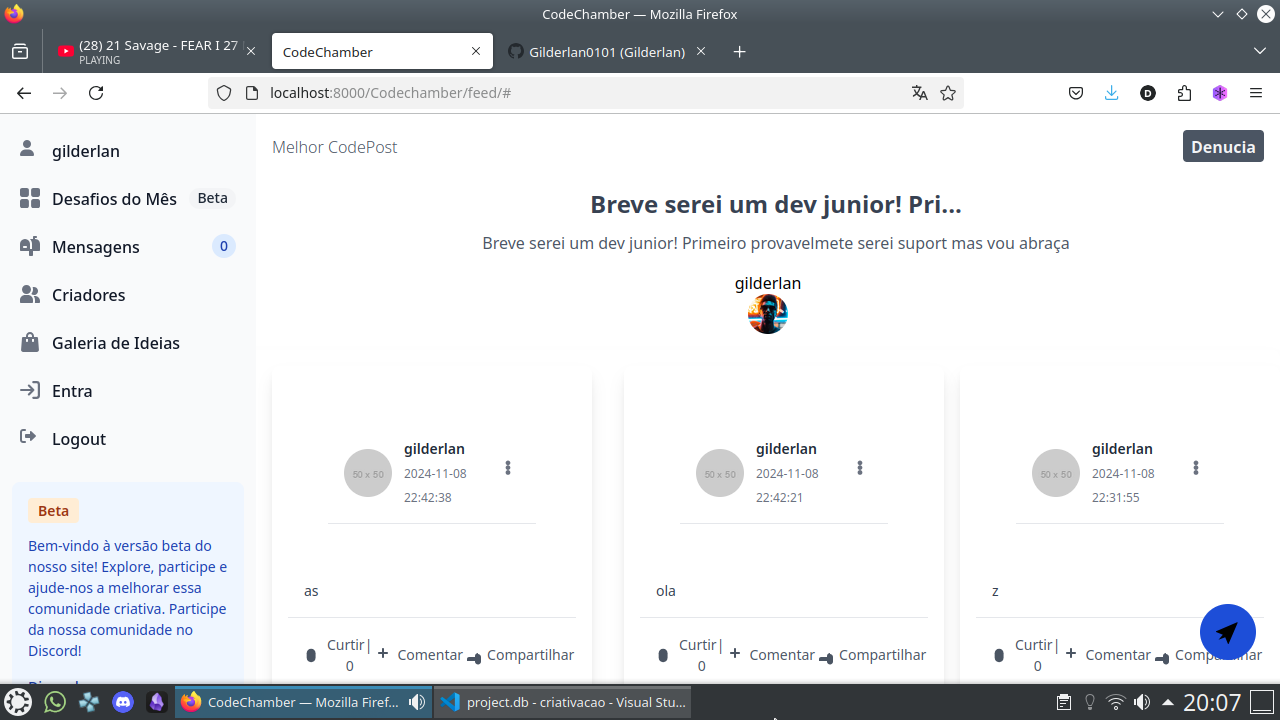 CodeChamber — Mozilla Firefox
(28) 21 Savage - FEAR I 27
PLAYING
CodeChamber
Gilderlan0101 (Gilderlan)
localhost:8000/Codechamber/feed/#
gilderlan
Desafios do Mês Beta
Mensagens 0
Criadores
Galeria de Ideias
Entra
Logout
Beta
Bem-vindo à versão beta do
nosso site! Explore, participe e
ajude-nos a melhorar essa
comunidade criativa. Participe
da nossa comunidade no
Discord!
Melhor CodePost
Denucia
Breve serei um dev junior! Pri...
Breve serei um dev junior! Primeiro provavelmete serei suport mas vou abraça
gilderlan
50 x 50
gilderlan
2024-11-08
22:42:38
as
Curtir|
0
Comentar
Compartilhar
50 x 50
gilderlan
2024-11-08
22:42:21
ola
Curtir|
0
Comentar
Compartilhar
50 x 50
gilderlan
2024-11-08
22:31:55
z
Curtir|
0
Comentar
CodeChamber — Mozilla Firef...
project.db - criativacao - Visual Stu...
20:07